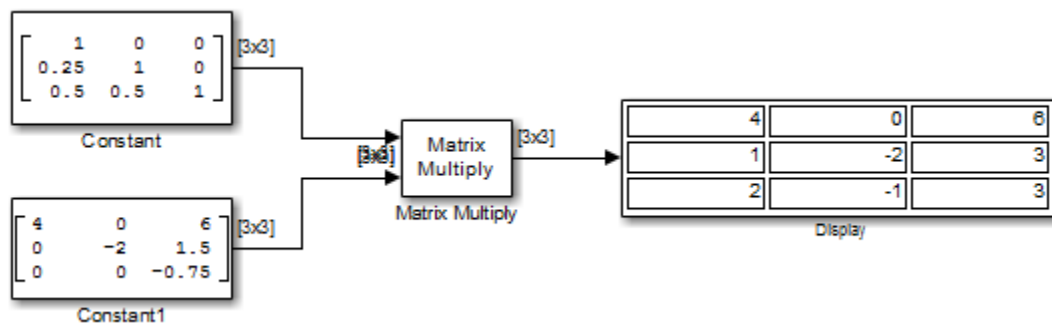 1 0 0
0.25 1 0
0.5 0.5 1
[3x3]
Constant
4 0 6
0 -2 1.5
0 0 -0.75
[3x3]
Constant1
[3x3]
Matrix
Multiply
Matrix Multiply
[3x3]
4 0 6
1 -2 3
2 -1 3
Display